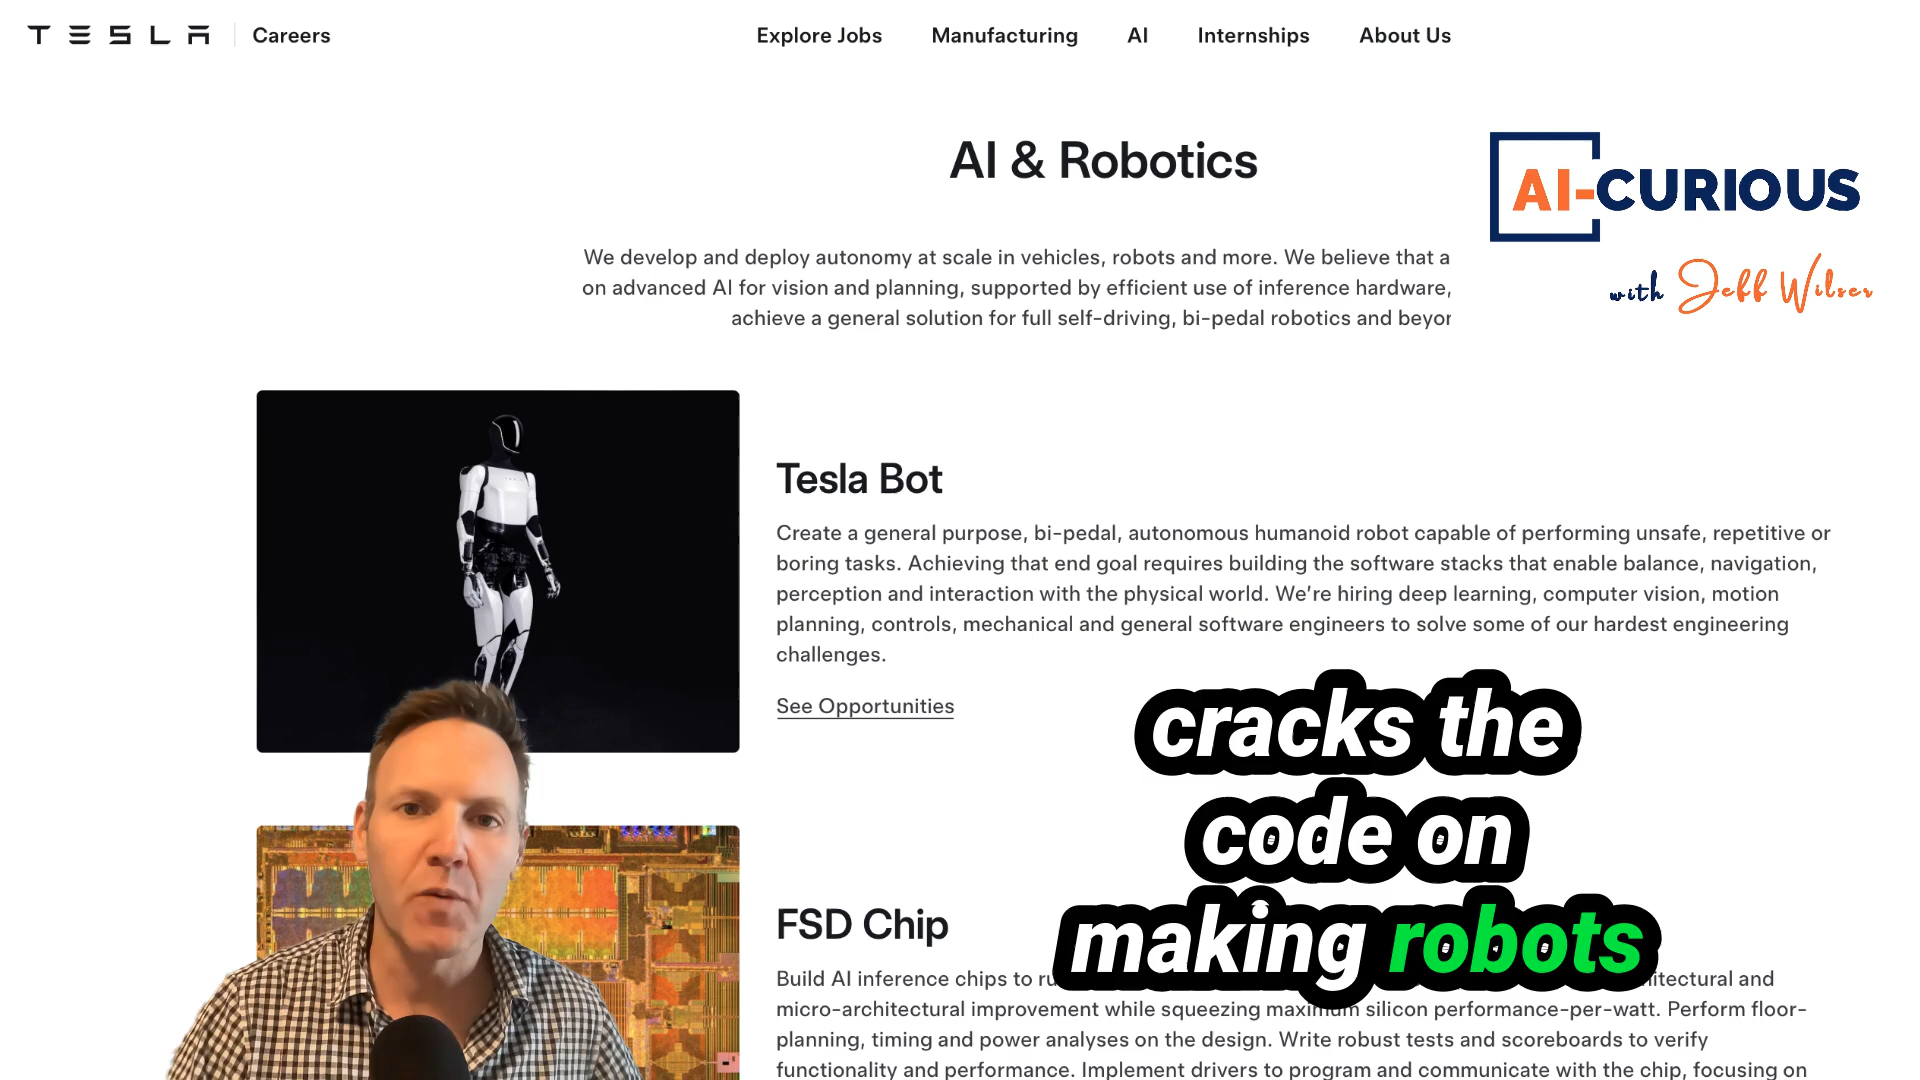 TESLA Careers Explore Jobs Manufacturing AI Internships About Us
AI & Robotics
AI-CURIOUS
with Jeff Wilser
We develop and deploy autonomy at scale in vehicles, robots and more. We believe that a
on advanced AI for vision and planning, supported by efficient use of inference hardware,
achieve a general solution for full self-driving, bi-pedal robotics and
Tesla Bot
Create a general purpose, bi-pedal, autonomous humanoid robot capable of performing unsafe, repetitive or
boring tasks. Achieving that end goal requires building the software stacks that enable balance, navigation,
perception and interaction with the physical world. We're hiring deep learning, computer vision, motion
planning, controls, mechanical and general software engineers to solve some of our hardest engineering
challenges.
See Opportunities
cracks the
code on
making robots
FSD Chip
Build AI inference chips to and
micro-architectural improvement while squeezing maximum silicon performance-per-watt. Perform floor-
planning, timing and power analyses on the design. Write robust tests and scoreboards to verify
functionality and performance. Implement drivers to program and communicate with the chip, focusing on